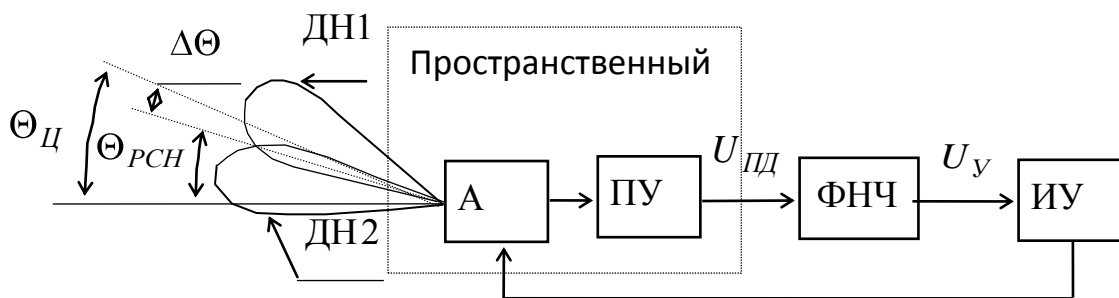 ДН1
ΔΘ
Пространственный
Θ_Ц
Θ_РСН
А
ПУ
U_ПД
ФНЧ
U_У
ИУ
ДН2